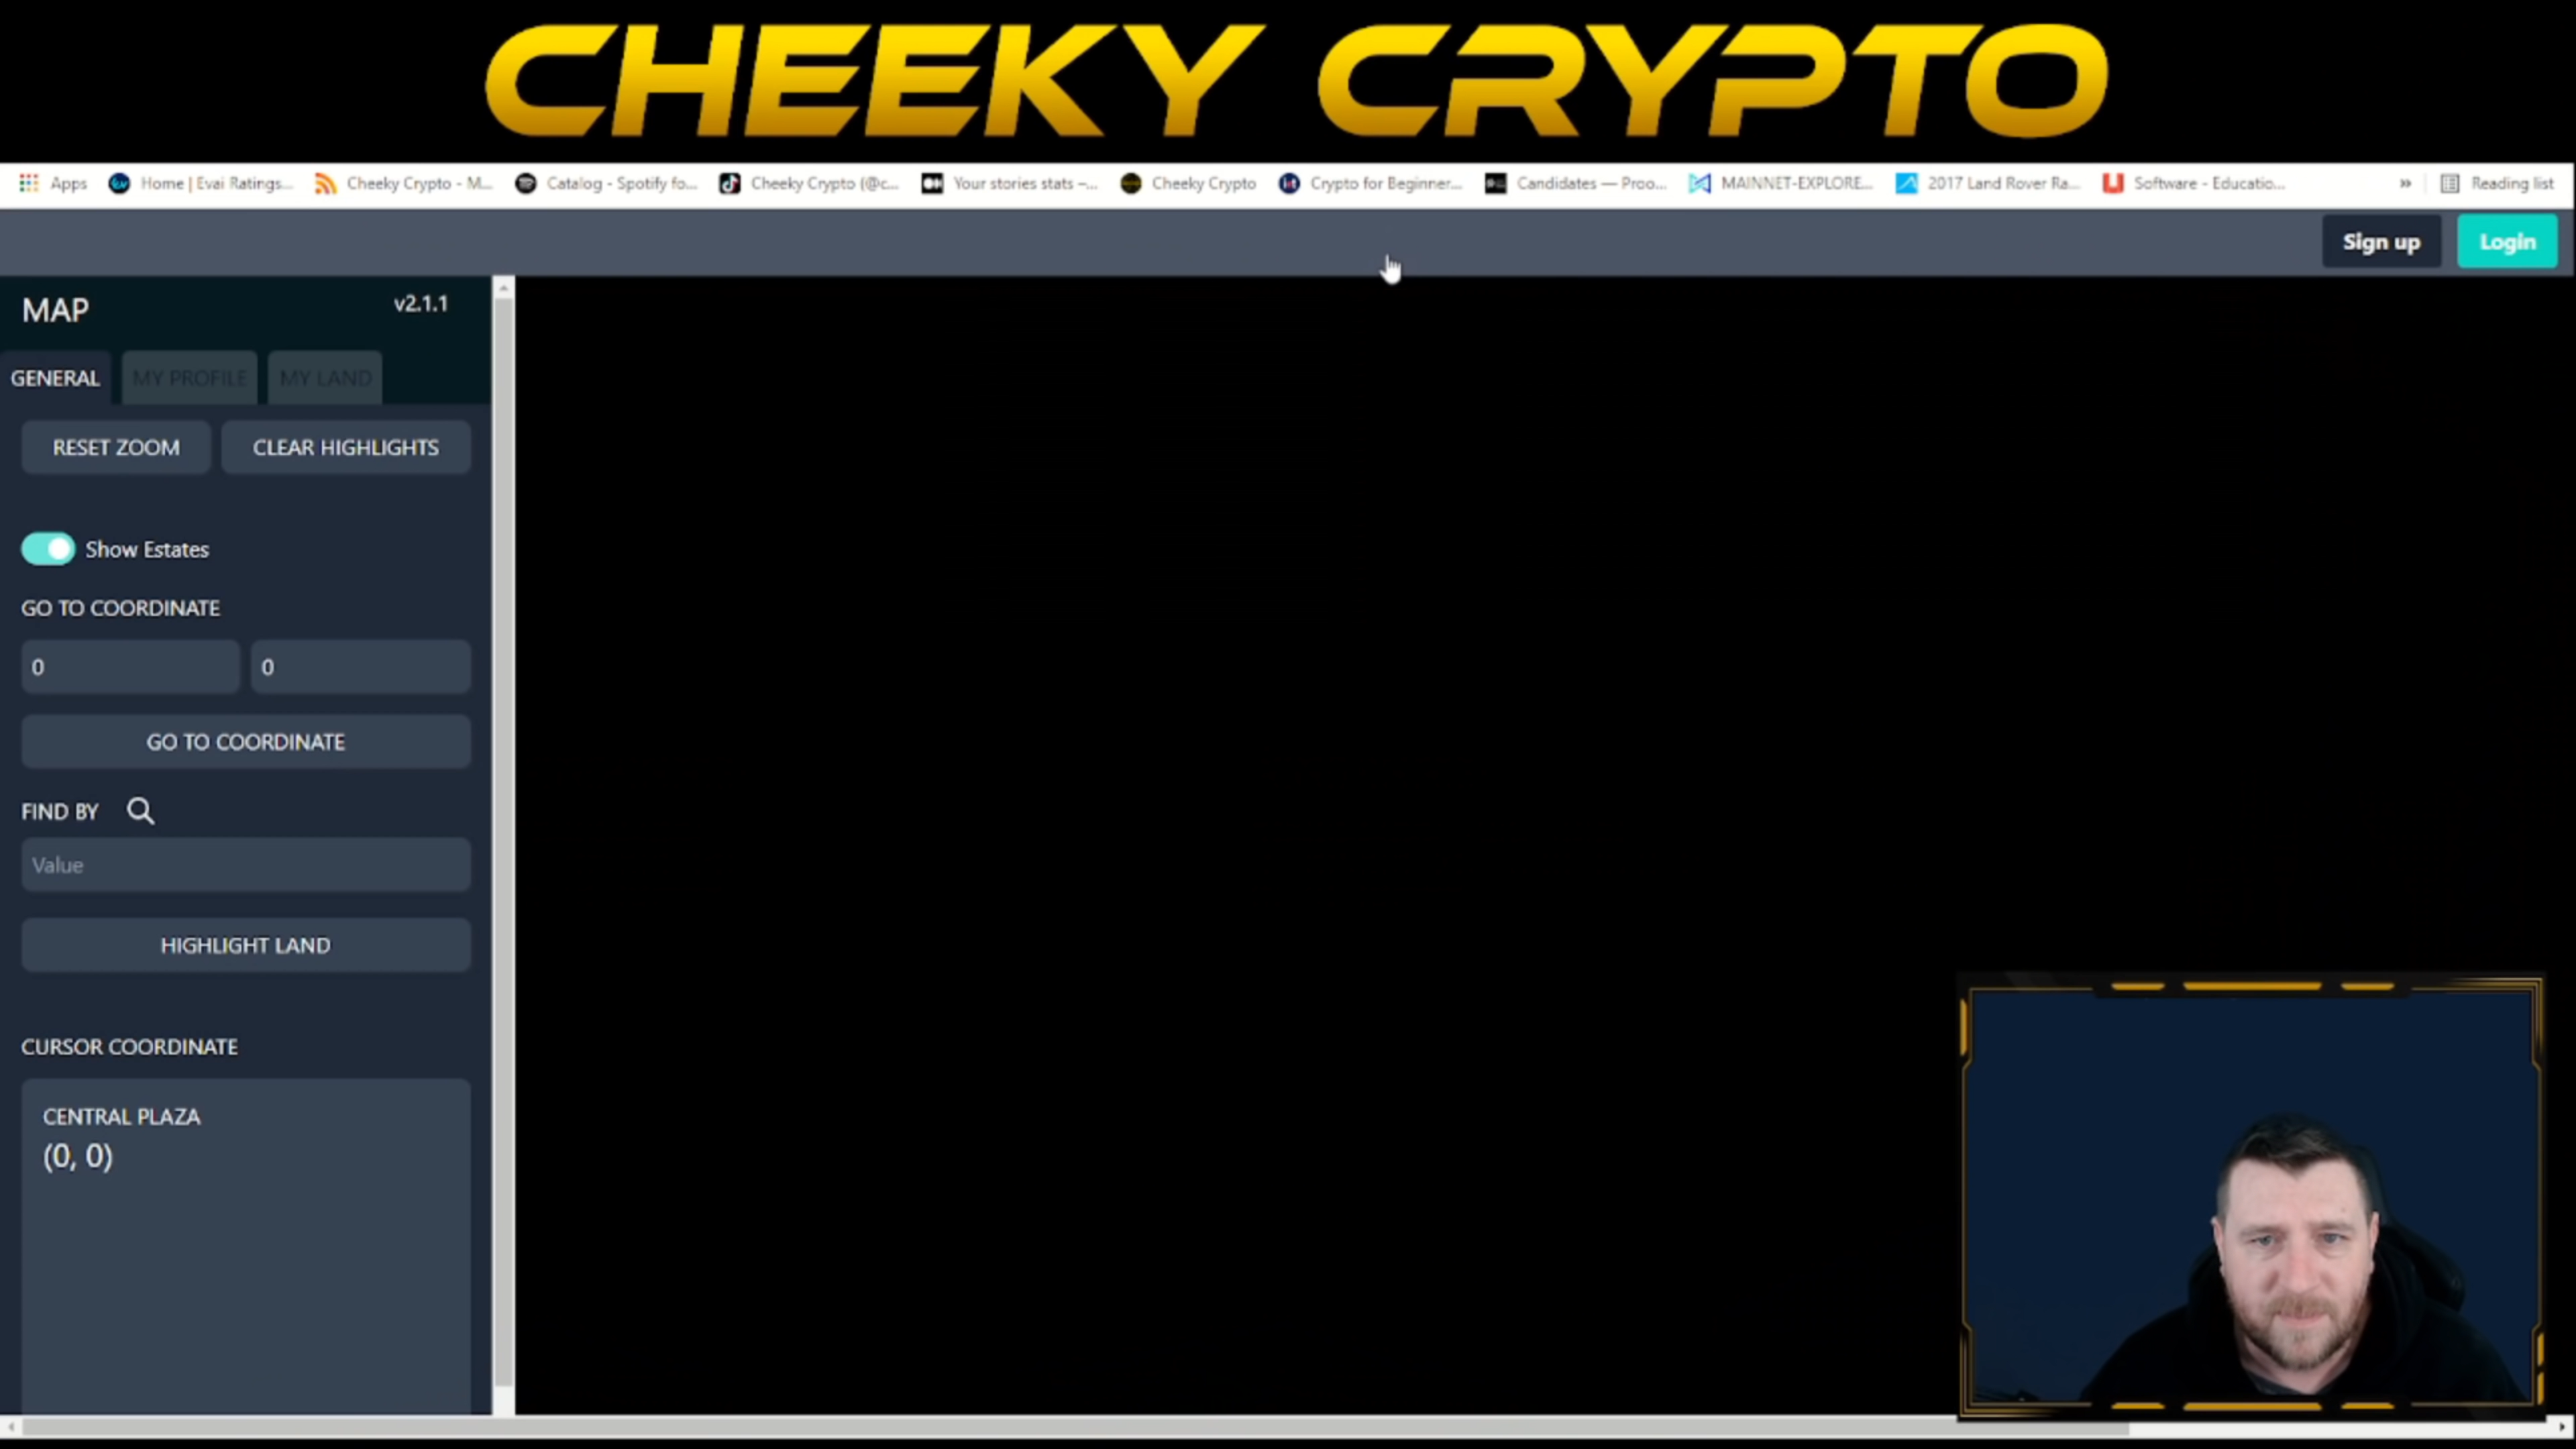 CHEEKY CRYPTO
Apps Home | Evai Ratings... Cheeky Crypto - M... Catalog - Spotify fo... Cheeky Crypto (@c... Your stories stats –... Cheeky Crypto Crypto for Beginner... Candidates — Proo... MAINNET-EXPLORE... 2017 Land Rover Ra... Software - Educatio... » Reading list
Sign up Login
MAP v2.1.1
GENERAL MY PROFILE MY LAND
RESET ZOOM CLEAR HIGHLIGHTS
Show Estates
GO TO COORDINATE
0 0
GO TO COORDINATE
FIND BY
Value
HIGHLIGHT LAND
CURSOR COORDINATE
CENTRAL PLAZA
(0, 0)